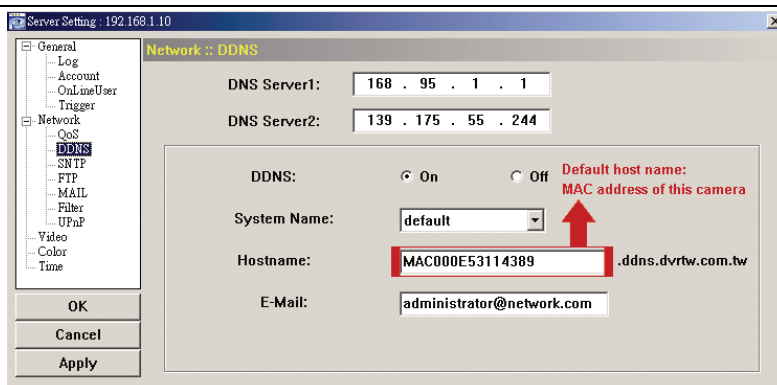 Server Setting : 192.168.1.10
General
Log
Account
OnLineUser
Trigger
Network
QoS
DDNS
SNTP
FTP
MAIL
Filter
UPnP
Video
Color
Time
OK
Cancel
Apply
Network :: DDNS
DNS Server1: 168 . 95 . 1 . 1
DNS Server2: 139 . 175 . 55 . 244
DDNS: On Off
Default host name:
MAC address of this camera
System Name: default
Hostname: MAC000E53114389 .ddns.dvrtw.com.tw
E-Mail: administrator@network.com